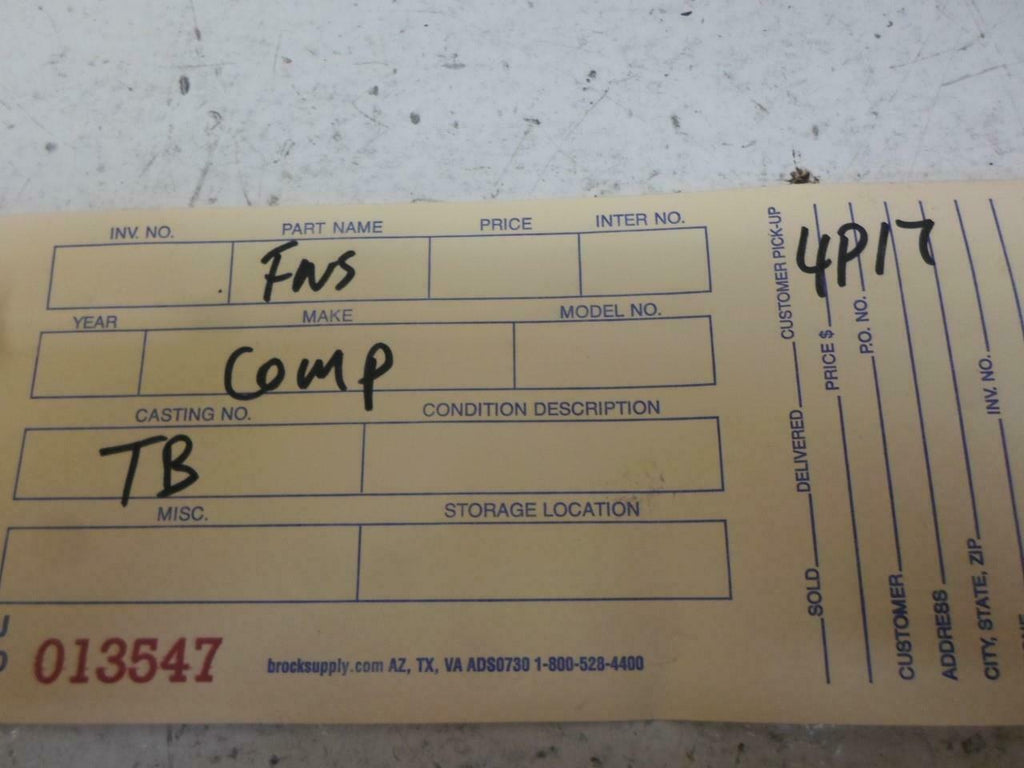 INV. NO. PART NAME PRICE INTER NO.
FNS
YEAR MAKE MODEL NO.
COMP
CASTING NO. CONDITION DESCRIPTION
TB
MISC. STORAGE LOCATION
013547
brocksupply.com AZ, TX, VA ADS0730 1-800-528-4400
4P17
SOLD DELIVERED CUSTOMER PICK-UP
PRICE $
P.O. NO.
CUSTOMER
ADDRESS
CITY, STATE, ZIP
INV. NO.